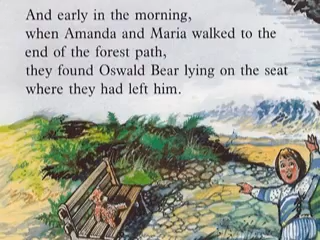 And early in the morning,
when Amanda and Maria walked to the
end of the forest path,
they found Oswald Bear lying on the seat
where they had left him.